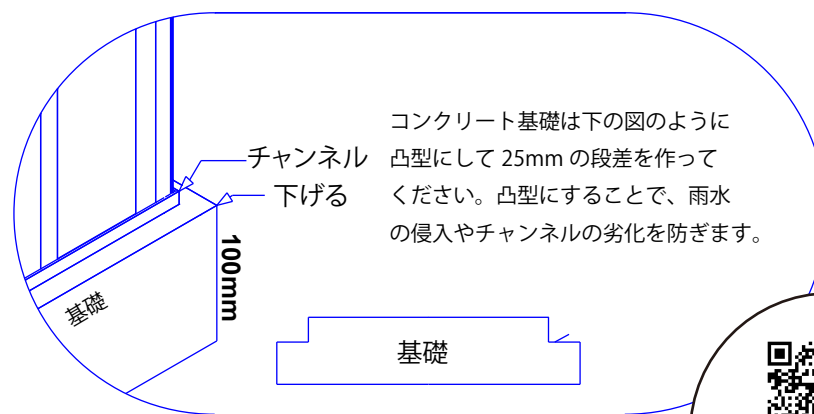 コンクリート基礎は下の図のように
チャンネル
凸型にして 25mm の段差を作って
下げる
ください。凸型にすることで、雨水
の侵入やチャンネルの劣化を防ぎます。
100mm
基礎
基礎